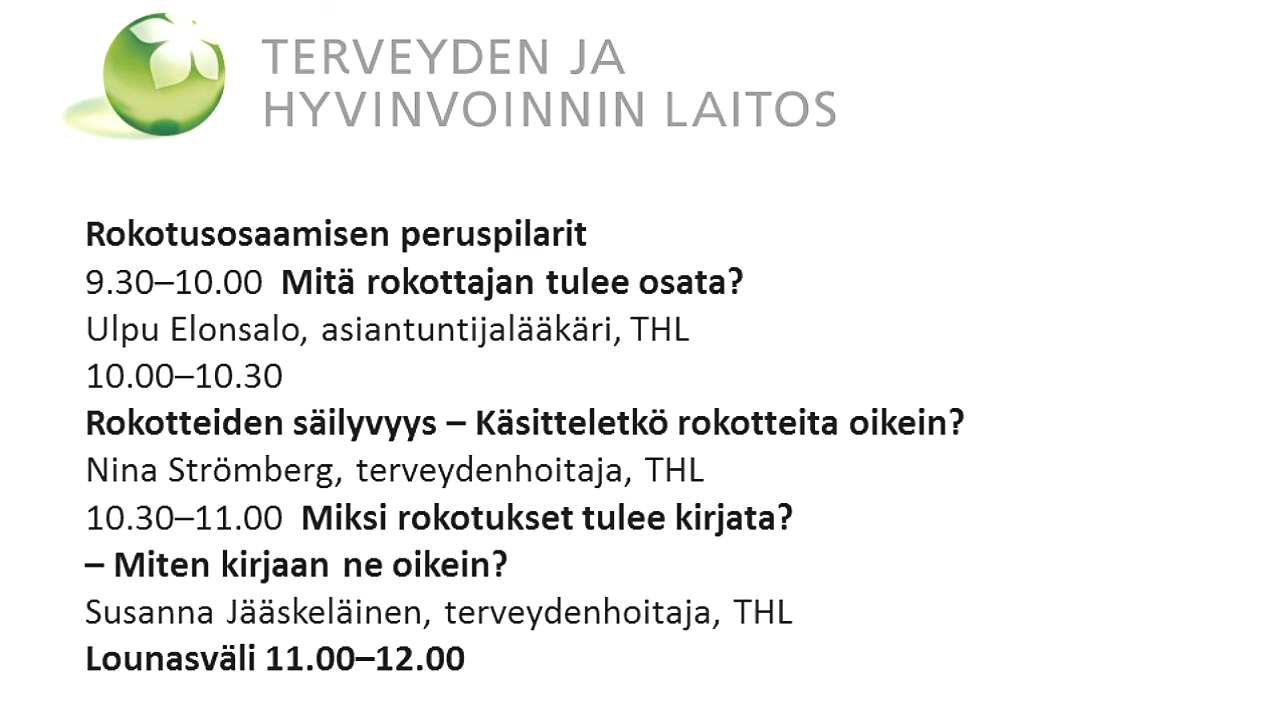 TERVEYDEN JA
HYVINVOINNIN LAITOS
Rokotusosaamisen peruspilarit
9.30–10.00 Mitä rokottajan tulee osata?
Ulpu Elonsalo, asiantuntijalääkäri, THL
10.00–10.30
Rokotteiden säilyvyys – Käsitteletkö rokotteita oikein?
Nina Strömberg, terveydenhoitaja, THL
10.30–11.00 Miksi rokotukset tulee kirjata?
– Miten kirjaan ne oikein?
Susanna Jääskeläinen, terveydenhoitaja, THL
Lounasväli 11.00–12.00